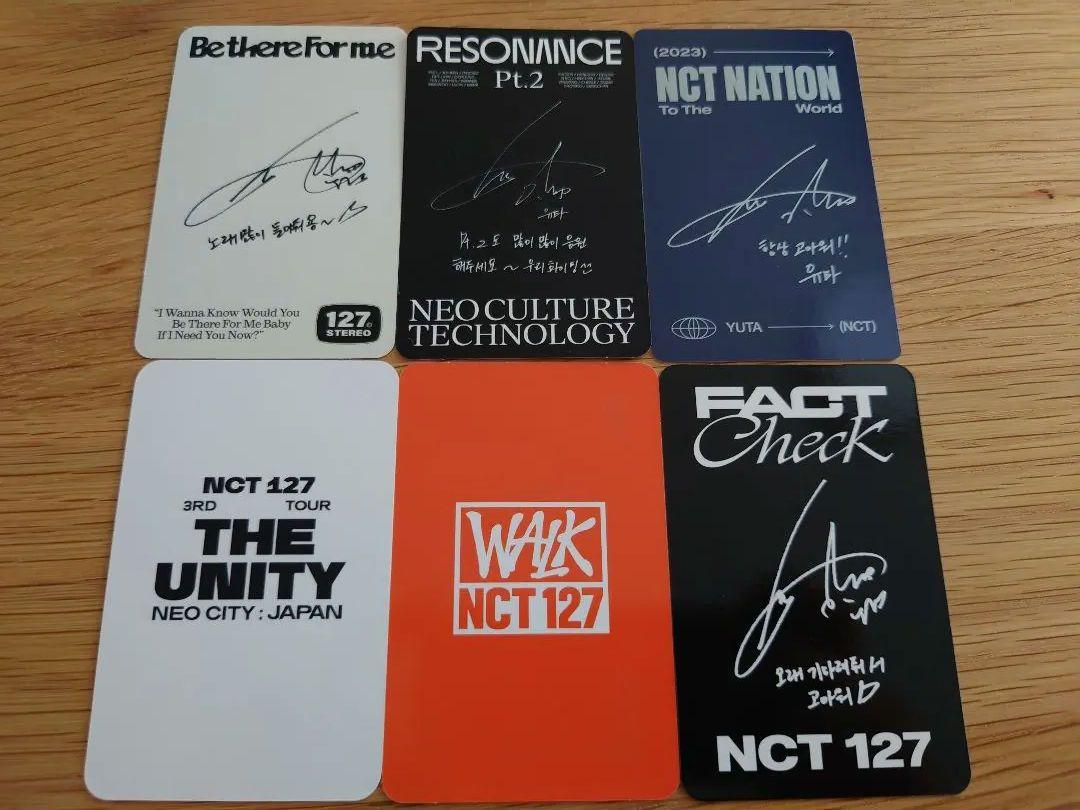 Be there For me
노래 많이 들어줘용~
"I Wanna Know Would You
Be There For Me Baby
If I Need You Now?"
127
STEREO
RESONANCE
Pt.2
유타
Pt.2도 많이 많이 응원
해주세요 ~ 우리 화이팅
NEO CULTURE
TECHNOLOGY
(2023)
NCT NATION
To The World
항상 고마워!!
유타
YUTA (NCT)
NCT 127
3RD TOUR
THE
UNITY
NEO CITY : JAPAN
WALK
NCT 127
FACT
Check
오래 기다려줘서
고마워
NCT 127